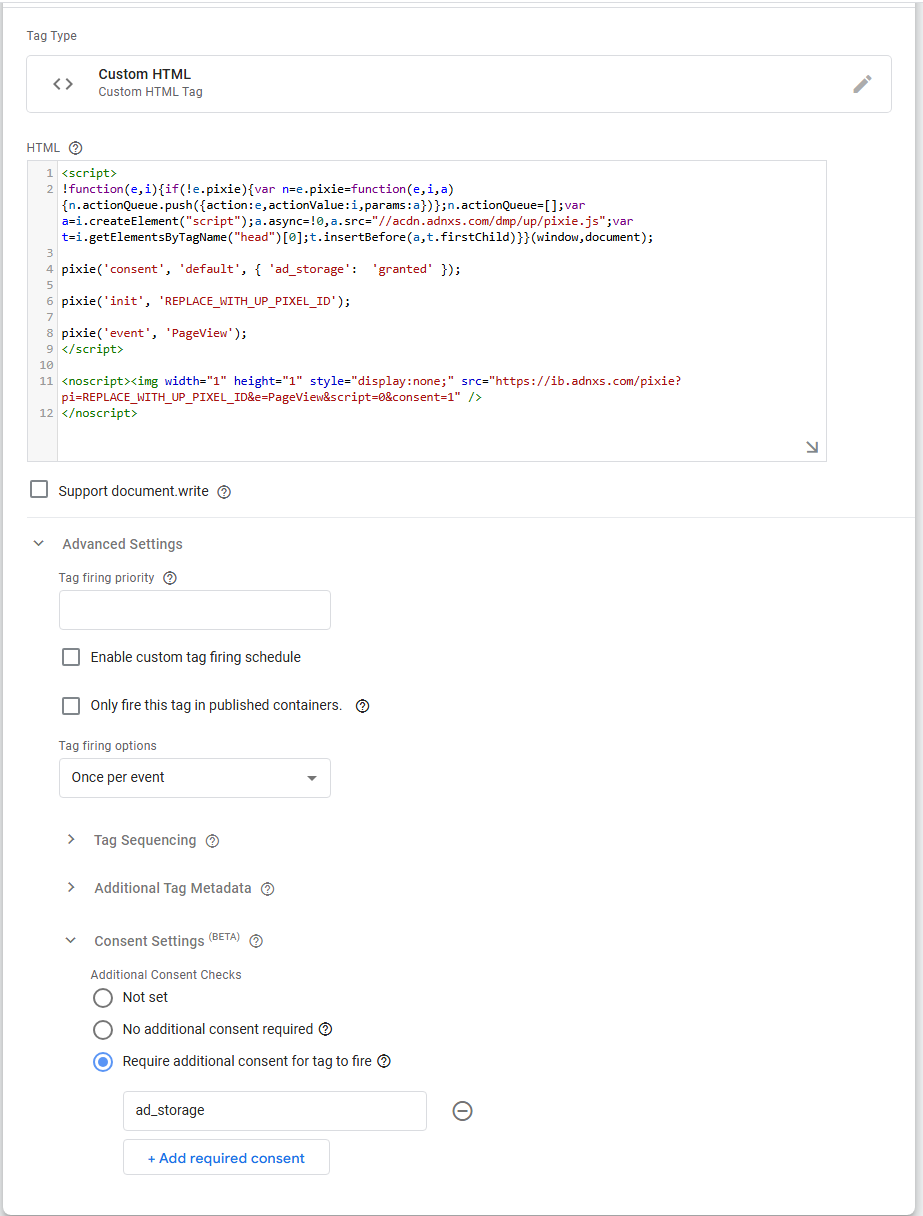 Tag Type
Custom HTML
Custom HTML Tag
HTML
1 <script>
2 !function(e,i){if(!e.pixie){var n=e.pixie=function(e,i,a)
{n.actionQueue.push({action:e,actionValue:i,params:a})};n.actionQueue=[];var
a=i.createElement("script");a.async=!0,a.src="//acdn.adnxs.com/dmp/up/pixie.js";var
t=i.getElementsByTagName("head")[0];t.insertBefore(a,t.firstChild)}}(window,document);
3
4 pixie('consent', 'default', { 'ad_storage':  'granted' });
5
6 pixie('init', 'REPLACE_WITH_UP_PIXEL_ID');
7
8 pixie('event', 'PageView');
9 </script>
10
11 <noscript><img width="1" height="1" style="display:none;" src="https://ib.adnxs.com/pixie?
pi=REPLACE_WITH_UP_PIXEL_ID&e=PageView&script=0&consent=1" />
12 </noscript>
Support document.write
Advanced Settings
Tag firing priority
Enable custom tag firing schedule
Only fire this tag in published containers.
Tag firing options
Once per event
Tag Sequencing
Additional Tag Metadata
Consent Settings (BETA)
Additional Consent Checks
Not set
No additional consent required
Require additional consent for tag to fire
ad_storage
+ Add required consent